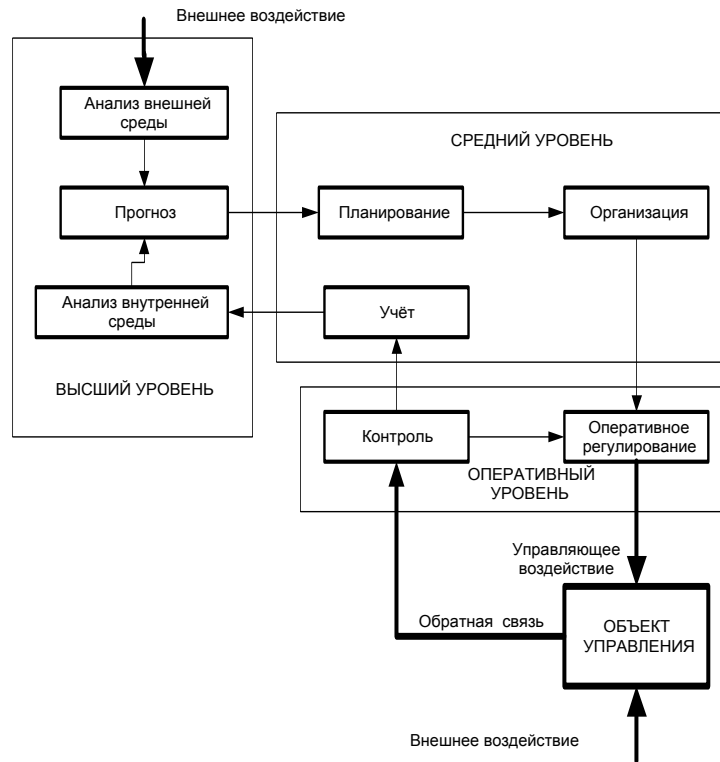 Внешнее воздействие
Анализ внешней
среды
СРЕДНИЙ УРОВЕНЬ
Прогноз
Планирование
Организация
Анализ внутренней
среды
Учёт
ВЫСШИЙ УРОВЕНЬ
Контроль
Оперативное
регулирование
ОПЕРАТИВНЫЙ
УРОВЕНЬ
Управляющее
воздействие
Обратная связь
ОБЪЕКТ
УПРАВЛЕНИЯ
Внешнее воздействие